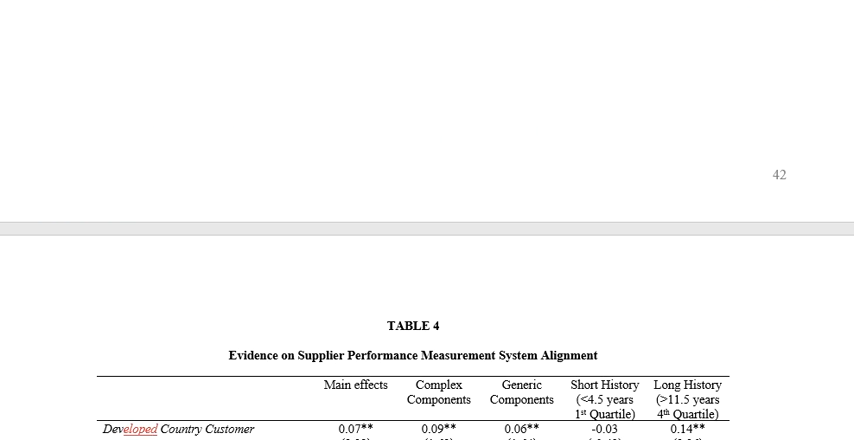 42
TABLE 4
Evidence on Supplier Performance Measurement System Alignment
Main effects Complex Components Generic Components Short History (<4.5 years 1st Quartile) Long History (>11.5 years 4th Quartile)
Developed Country Customer 0.07** 0.09** 0.06** -0.03 0.14**